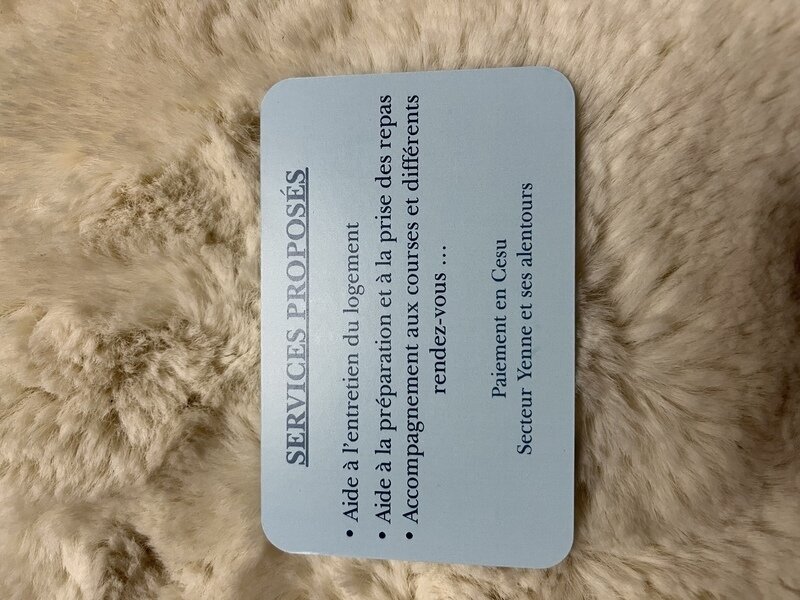 SERVICES PROPOSÉS
• Aide à l'entretien du logement
• Aide à la préparation et à la prise des repas
• Accompagnement aux courses et différents
rendez-vous ...
Paiement en Cesu
Secteur Yenne et ses alentours